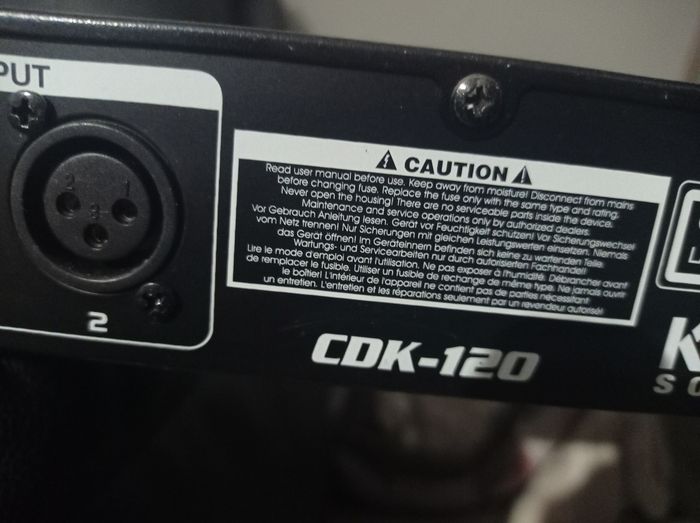 PUT
CAUTION
Read user manual before use. Keep away from moisture! Disconnect from mains
before changing fuse. Replace the fuse only with the same type and rating.
Never open the housing! There are no serviceable parts inside the device.
Maintenance and service operations only by authorized dealers.
Vor Gebrauch Anleitung lesen. Gerät vor Feuchtigkeit schützen! Vor Sicherungswechsel
vom Netz trennen! Nur Sicherungen mit gleichen Leistungswerten einsetzen. Niemals
das Gerät öffnen! Im Geräteinnern befinden sich keine zu wartenden Teile.
Wartungs- und Servicearbeiten nur durch autorisierten Fachhandel!
Lire le mode d'emploi avant l'utilisation. Ne pas exposer à l'humidité. Débrancher avant
de remplacer le fusible. Utiliser un fusible de rechange de même type. Ne jamais ouvrir
le boîtier! L'intérieur de l'appareil ne contient pas de parties nécessitant
un entretien. L'entretien et les réparations seulement par un revendeur autorisé!
2
CDK-120
K
SO